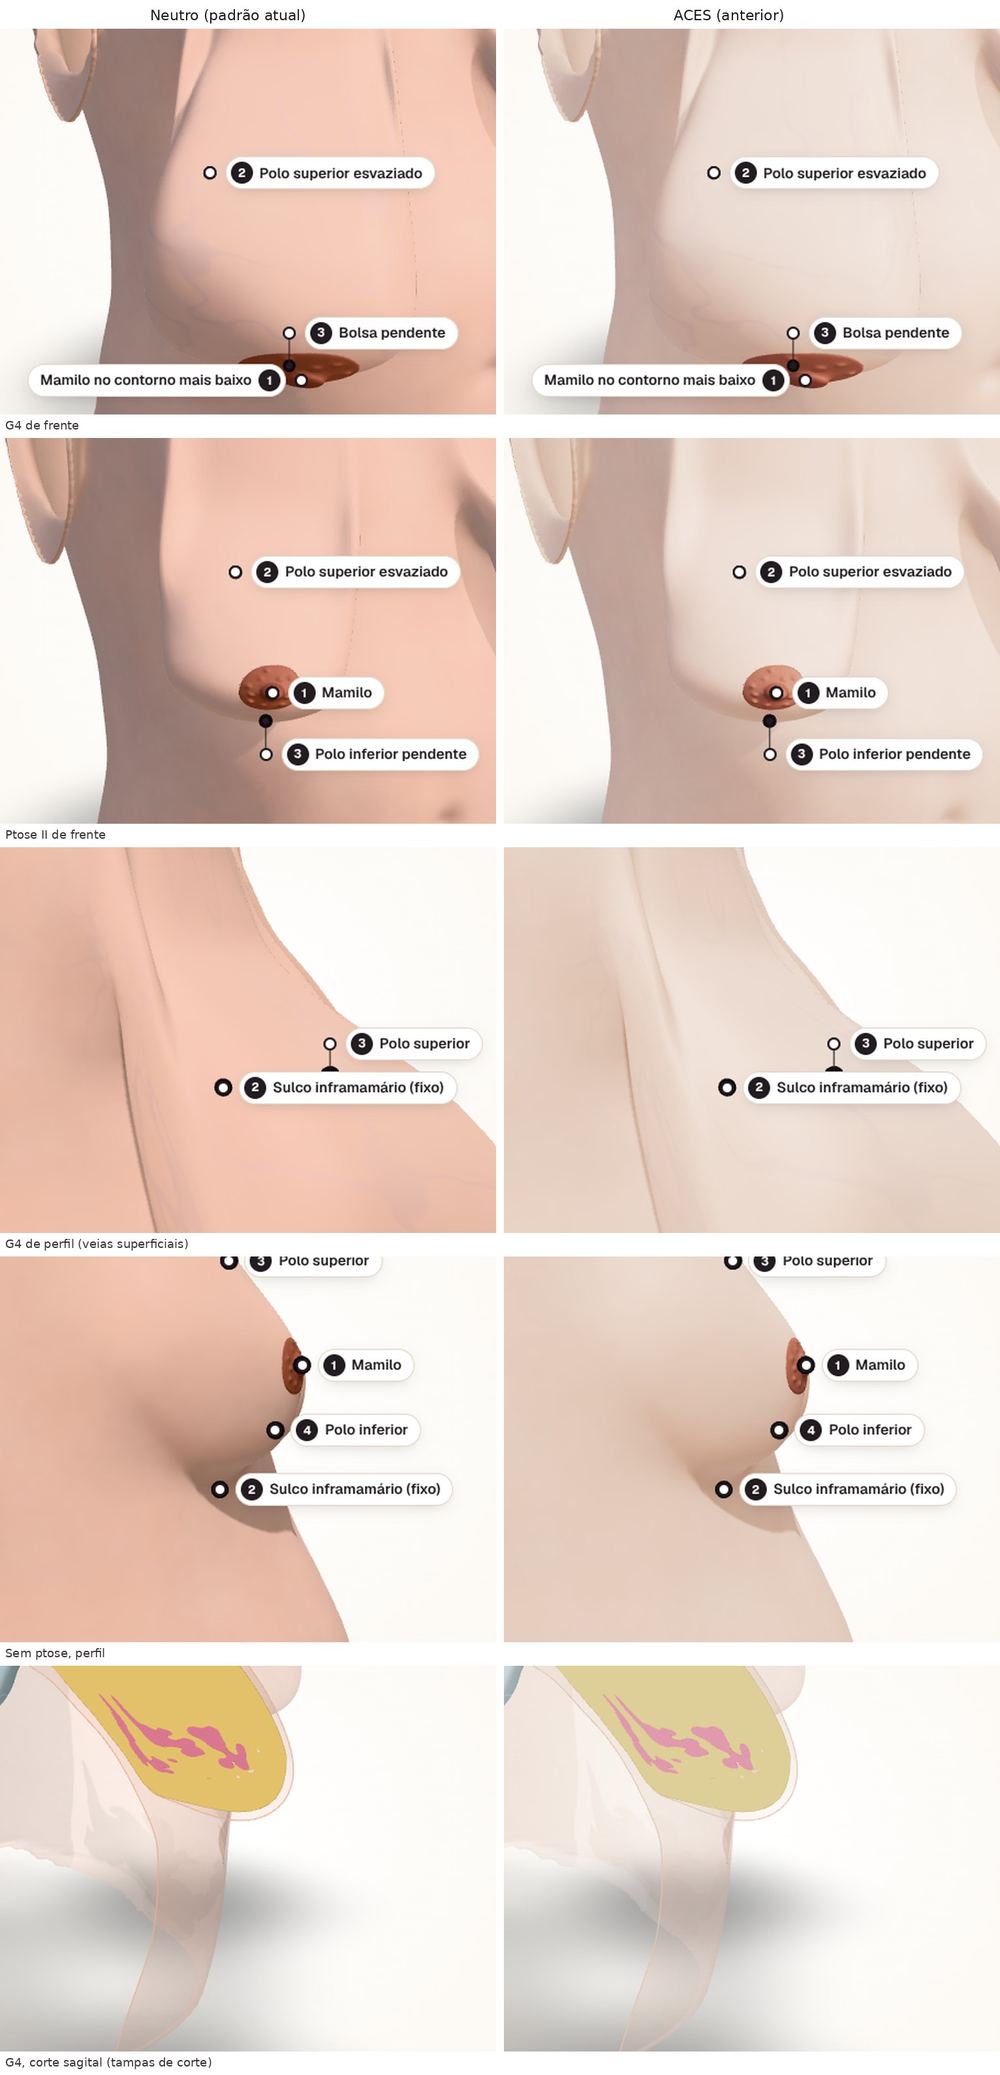 Neutro (padrão atual)
ACES (anterior)
2 Polo superior esvaziado
3 Bolsa pendente
Mamilo no contorno mais baixo 1
2 Polo superior esvaziado
3 Bolsa pendente
Mamilo no contorno mais baixo 1
G4 de frente
2 Polo superior esvaziado
1 Mamilo
3 Polo inferior pendente
2 Polo superior esvaziado
1 Mamilo
3 Polo inferior pendente
Ptose II de frente
3 Polo superior
2 Sulco inframamário (fixo)
3 Polo superior
2 Sulco inframamário (fixo)
G4 de perfil (veias superficiais)
3 Polo superior
1 Mamilo
4 Polo inferior
2 Sulco inframamário (fixo)
3 Polo superior
1 Mamilo
4 Polo inferior
2 Sulco inframamário (fixo)
Sem ptose, perfil
G4, corte sagital (tampas de corte)